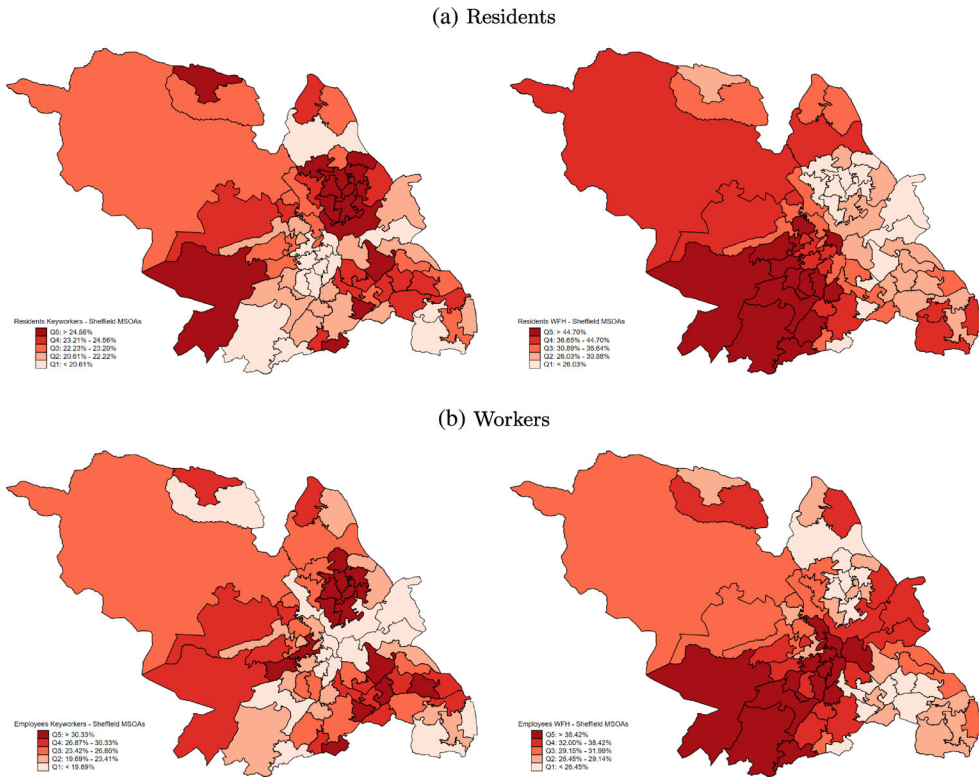 (a) Residents
Residents Keyworkers - Sheffield MSOAs
Q5: > 24.56%
Q4: 23.21% - 24.56%
Q3: 22.23% - 23.20%
Q2: 20.61% - 22.22%
Q1: < 20.61%
Residents WFH - Sheffield MSOAs
Q5: > 44.70%
Q4: 36.65% - 44.70%
Q3: 30.89% - 36.64%
Q2: 26.03% - 30.88%
Q1: < 26.03%
(b) Workers
Employees Keyworkers - Sheffield MSOAs
Q5: > 30.33%
Q4: 26.87% - 30.33%
Q3: 23.42% - 26.86%
Q2: 19.69% - 23.41%
Q1: < 19.69%
Employees WFH - Sheffield MSOAs
Q5: > 38.42%
Q4: 32.00% - 38.42%
Q3: 29.15% - 31.99%
Q2: 26.45% - 29.14%
Q1: < 26.45%